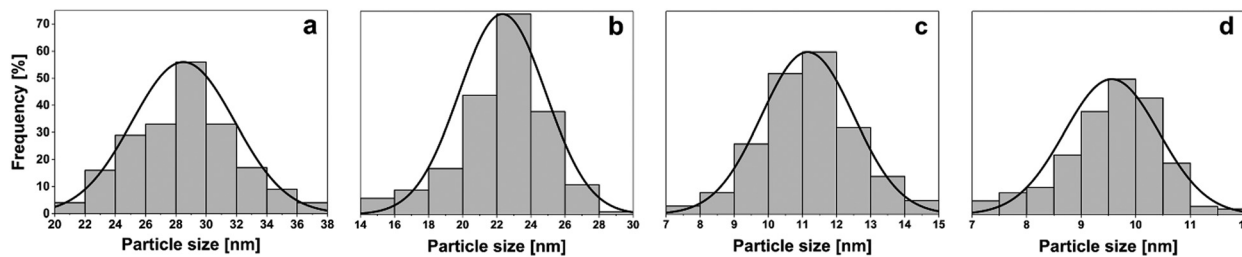 a
b
c
d
Frequency [%]
70
60
50
40
30
20
10
0
20 22 24 26 28 30 32 34 36 38
14 16 18 20 22 24 26 28 30
7 8 9 10 11 12 13 14 15
7 8 9 10 11
Particle size [nm]
Particle size [nm]
Particle size [nm]
Particle size [nm]